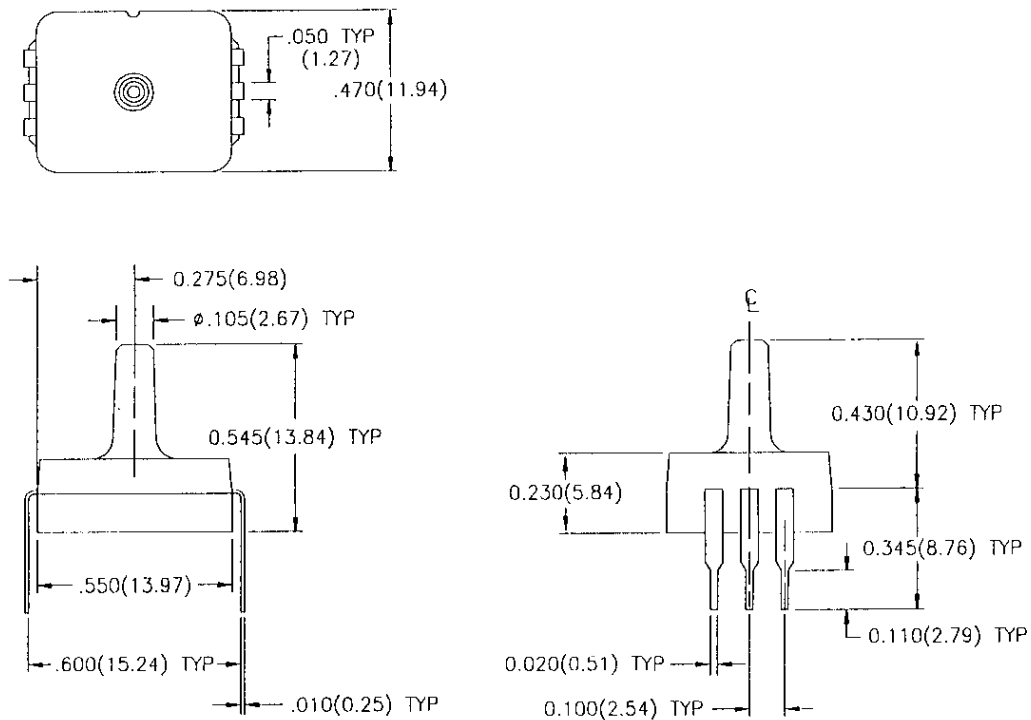 .050 TYP
(1.27)
.470(11.94)
0.275(6.98)
ø.105(2.67) TYP
0.545(13.84) TYP
.550(13.97)
.600(15.24) TYP
.010(0.25) TYP
℄
0.430(10.92) TYP
0.230(5.84)
0.345(8.76) TYP
0.110(2.79) TYP
0.020(0.51) TYP
0.100(2.54) TYP